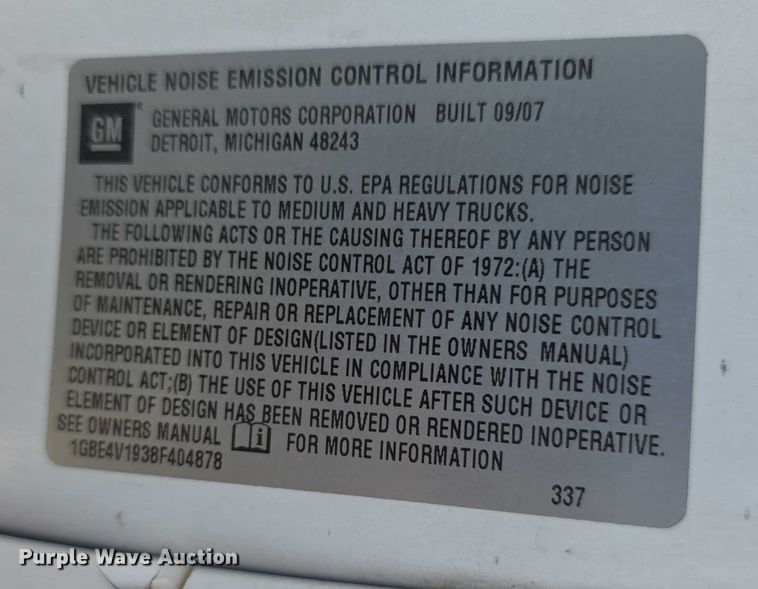 VEHICLE NOISE EMISSION CONTROL INFORMATION
GM
®
GENERAL MOTORS CORPORATION BUILT 09/07
DETROIT, MICHIGAN 48243
THIS VEHICLE CONFORMS TO U.S. EPA REGULATIONS FOR NOISE
EMISSION APPLICABLE TO MEDIUM AND HEAVY TRUCKS.
THE FOLLOWING ACTS OR THE CAUSING THEREOF BY ANY PERSON
ARE PROHIBITED BY THE NOISE CONTROL ACT OF 1972:(A) THE
REMOVAL OR RENDERING INOPERATIVE, OTHER THAN FOR PURPOSES
OF MAINTENANCE, REPAIR OR REPLACEMENT OF ANY NOISE CONTROL
DEVICE OR ELEMENT OF DESIGN(LISTED IN THE OWNERS MANUAL)
INCORPORATED INTO THIS VEHICLE IN COMPLIANCE WITH THE NOISE
CONTROL ACT;(B) THE USE OF THIS VEHICLE AFTER SUCH DEVICE OR
ELEMENT OF DESIGN HAS BEEN REMOVED OR RENDERED INOPERATIVE.
SEE OWNERS MANUAL i FOR MORE INFORMATION
1GBE4V1938F404878
337
Purple Wave Auction